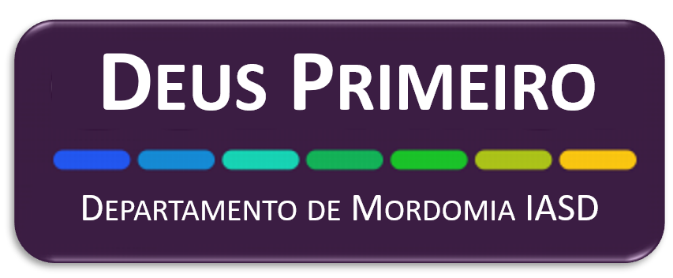 DEUS PRIMEIRO
DEPARTAMENTO DE MORDOMIA IASD